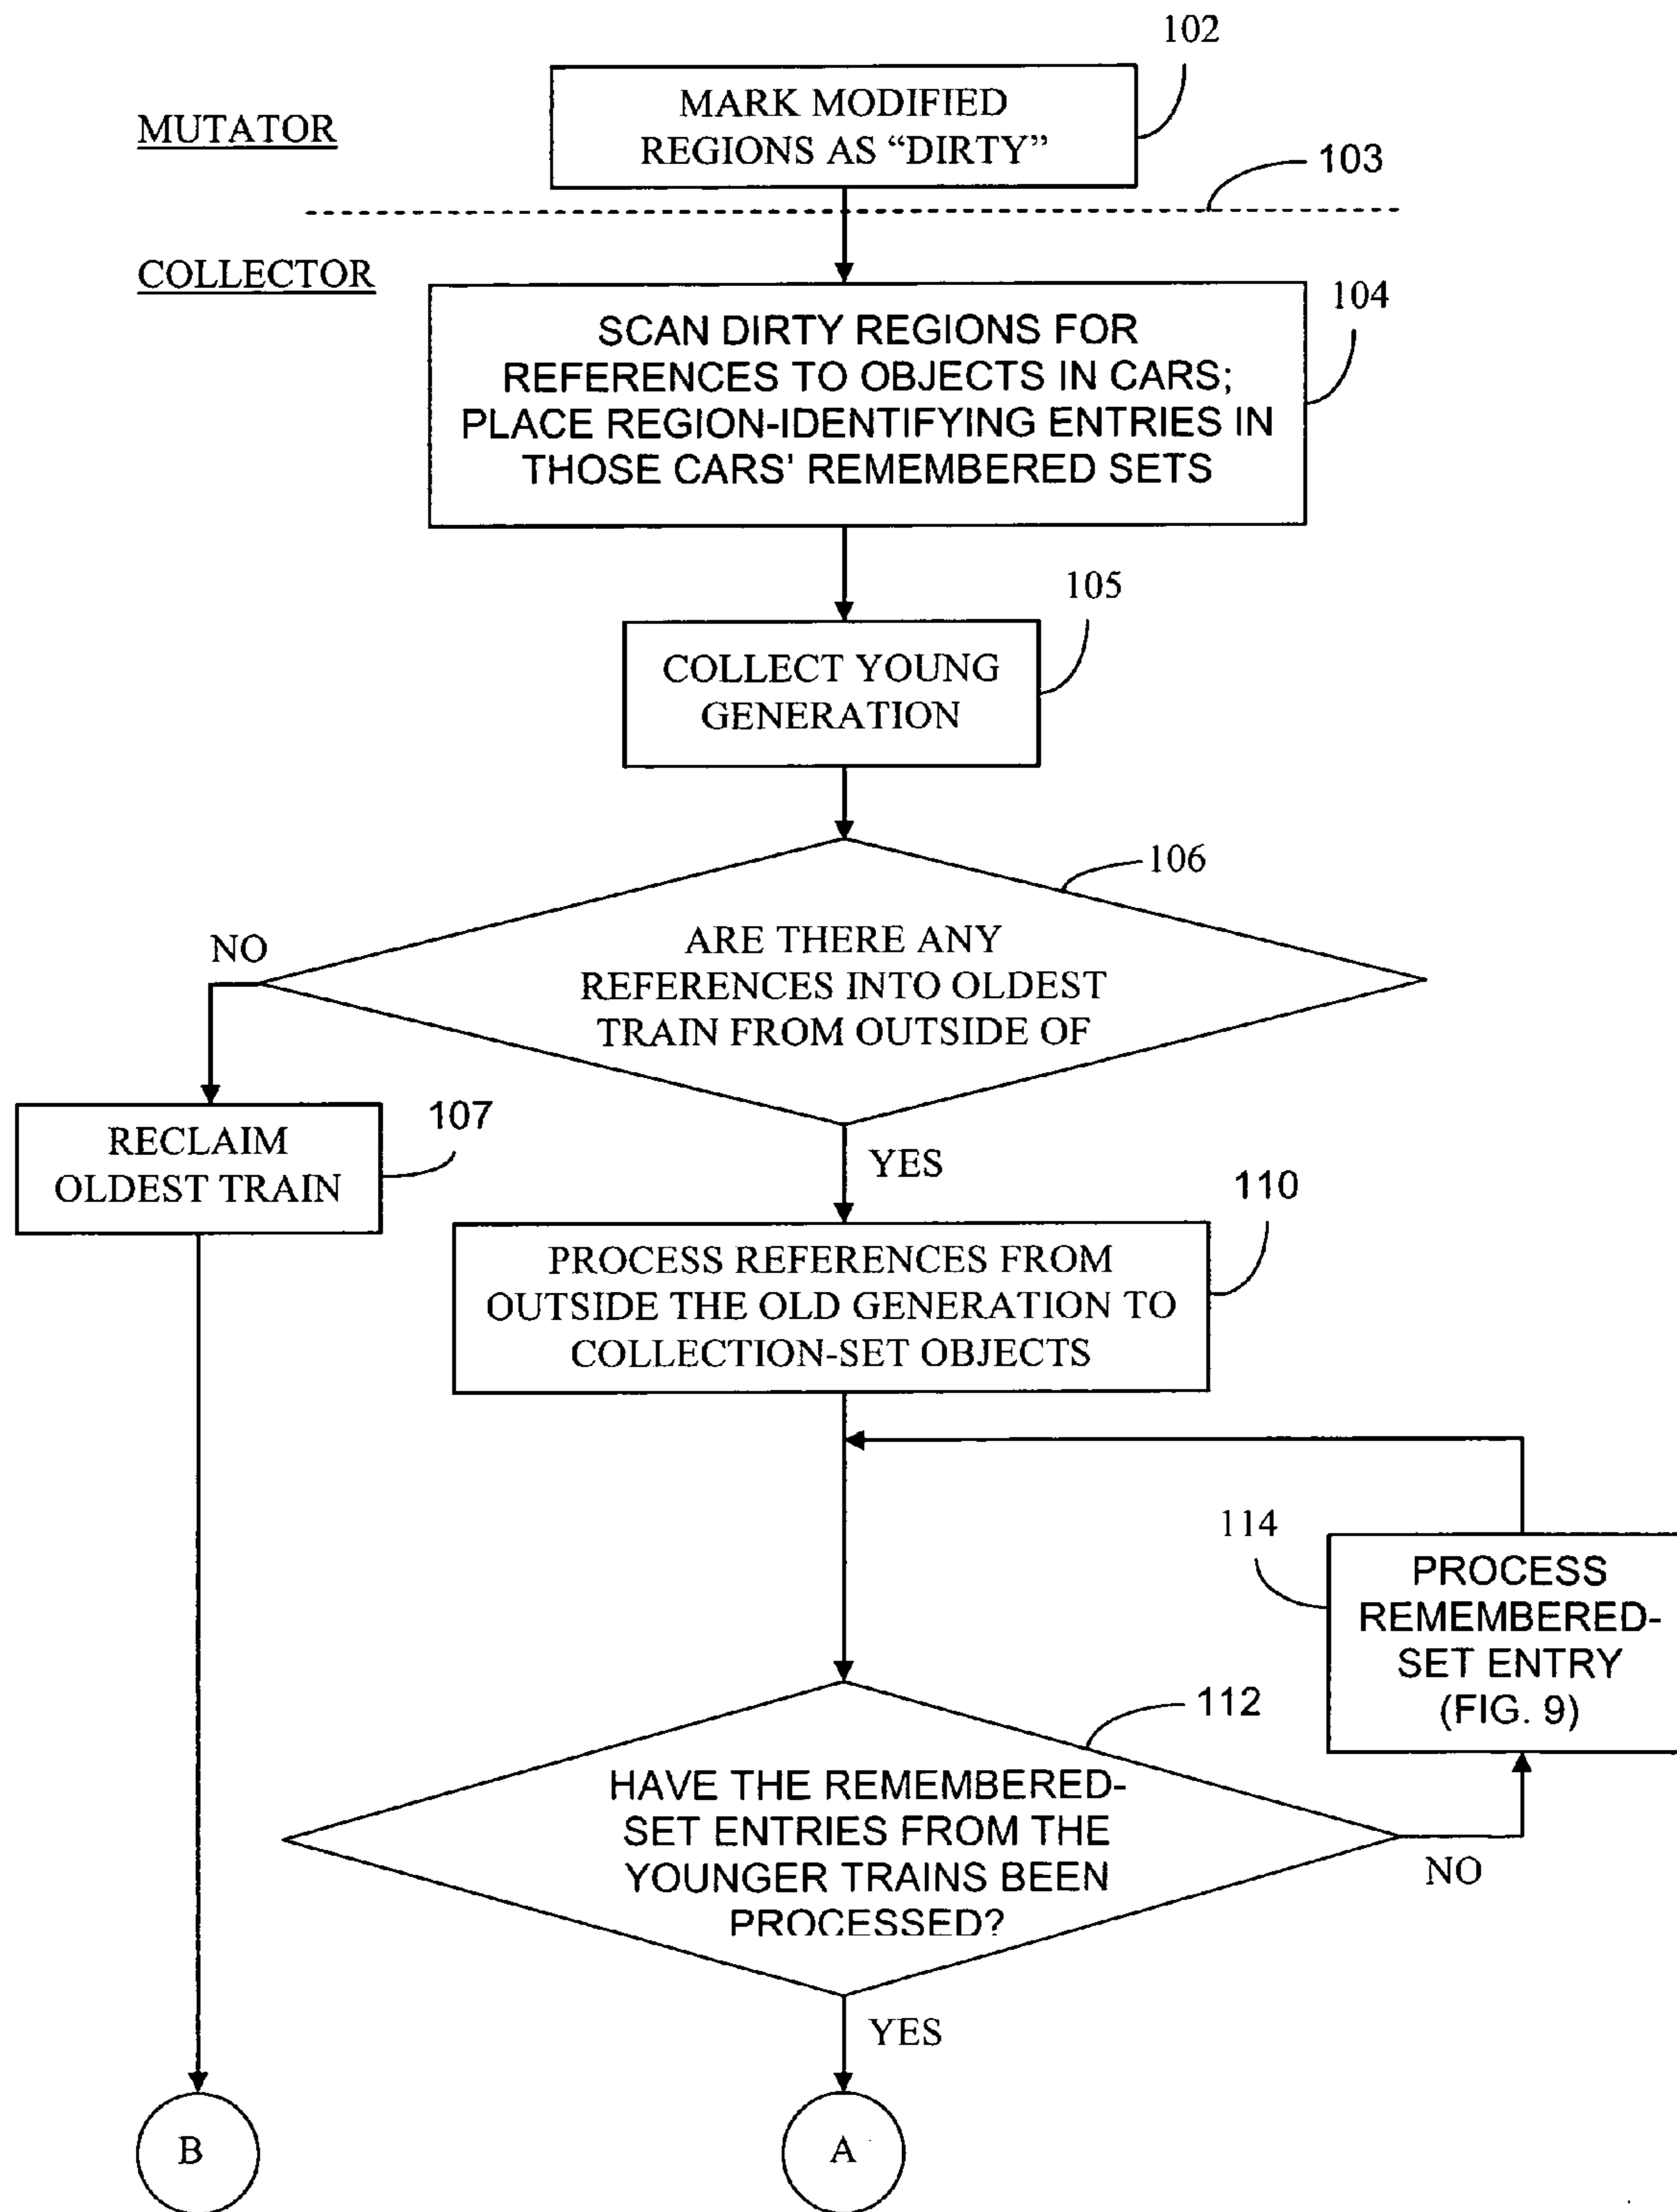 102
MUTATOR
MARK MODIFIED
REGIONS AS “DIRTY”
103
COLLECTOR
104
SCAN DIRTY REGIONS FOR
REFERENCES TO OBJECTS IN CARS;
PLACE REGION-IDENTIFYING ENTRIES IN
THOSE CARS' REMEMBERED SETS
105
COLLECT YOUNG
GENERATION
106
ARE THERE ANY
REFERENCES INTO OLDEST
TRAIN FROM OUTSIDE OF
NO
RECLAIM
OLDEST TRAIN
107
YES
110
PROCESS REFERENCES FROM
OUTSIDE THE OLD GENERATION TO
COLLECTION-SET OBJECTS
114
PROCESS
REMEMBERED-
SET ENTRY
(FIG. 9)
112
HAVE THE REMEMBERED-
SET ENTRIES FROM THE
YOUNGER TRAINS BEEN
PROCESSED?
NO
YES
B
A